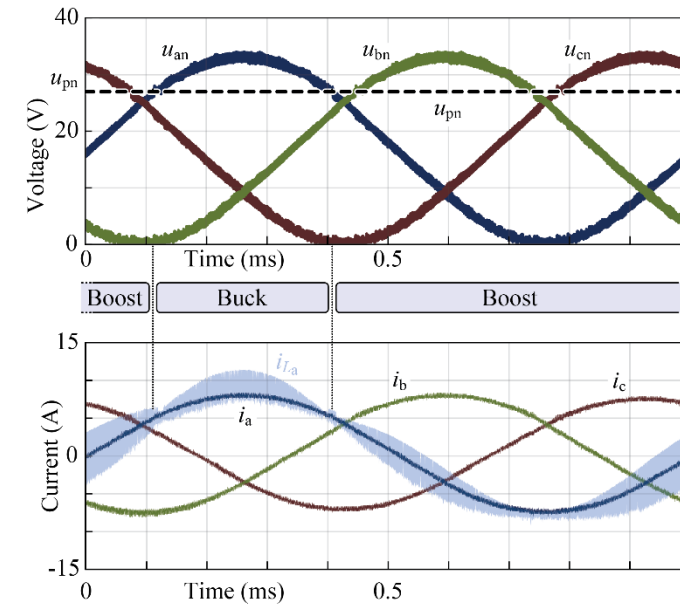 40
u_an
u_bn
u_cn
u_pn
u_pn
20
Voltage (V)
0
0
Time (ms)
0.5
Boost
Buck
Boost
15
i_La
i_b
i_c
i_a
0
Current (A)
-15
0
Time (ms)
0.5